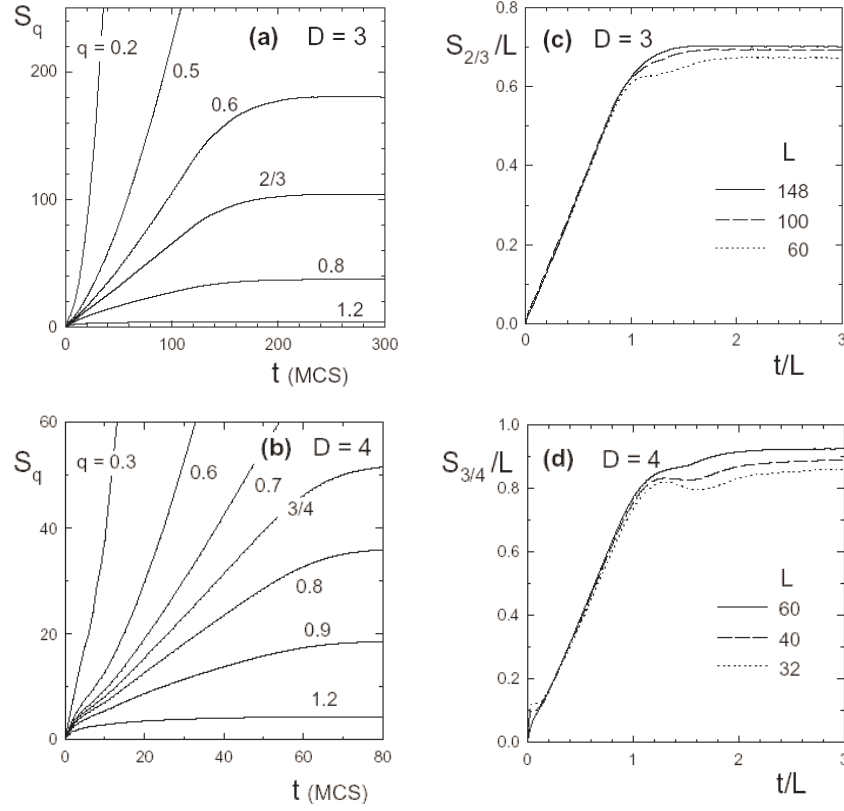 S_q
(a) D = 3
q = 0.2
0.5
0.6
2/3
0.8
1.2
200
100
0
0 100 200 300
t (MCS)
0.8
S_2/3 /L
(c) D = 3
0.6
0.4
0.2
0.0
L
148
100
60
0 1 2 3
t/L
60
S_q
(b) D = 4
q = 0.3
0.6
0.7
3/4
0.8
0.9
1.2
40
20
0
0 20 40 60 80
t (MCS)
1.0
S_3/4 /L
(d) D = 4
0.8
0.6
0.4
0.2
0.0
L
60
40
32
0 1 2 3
t/L